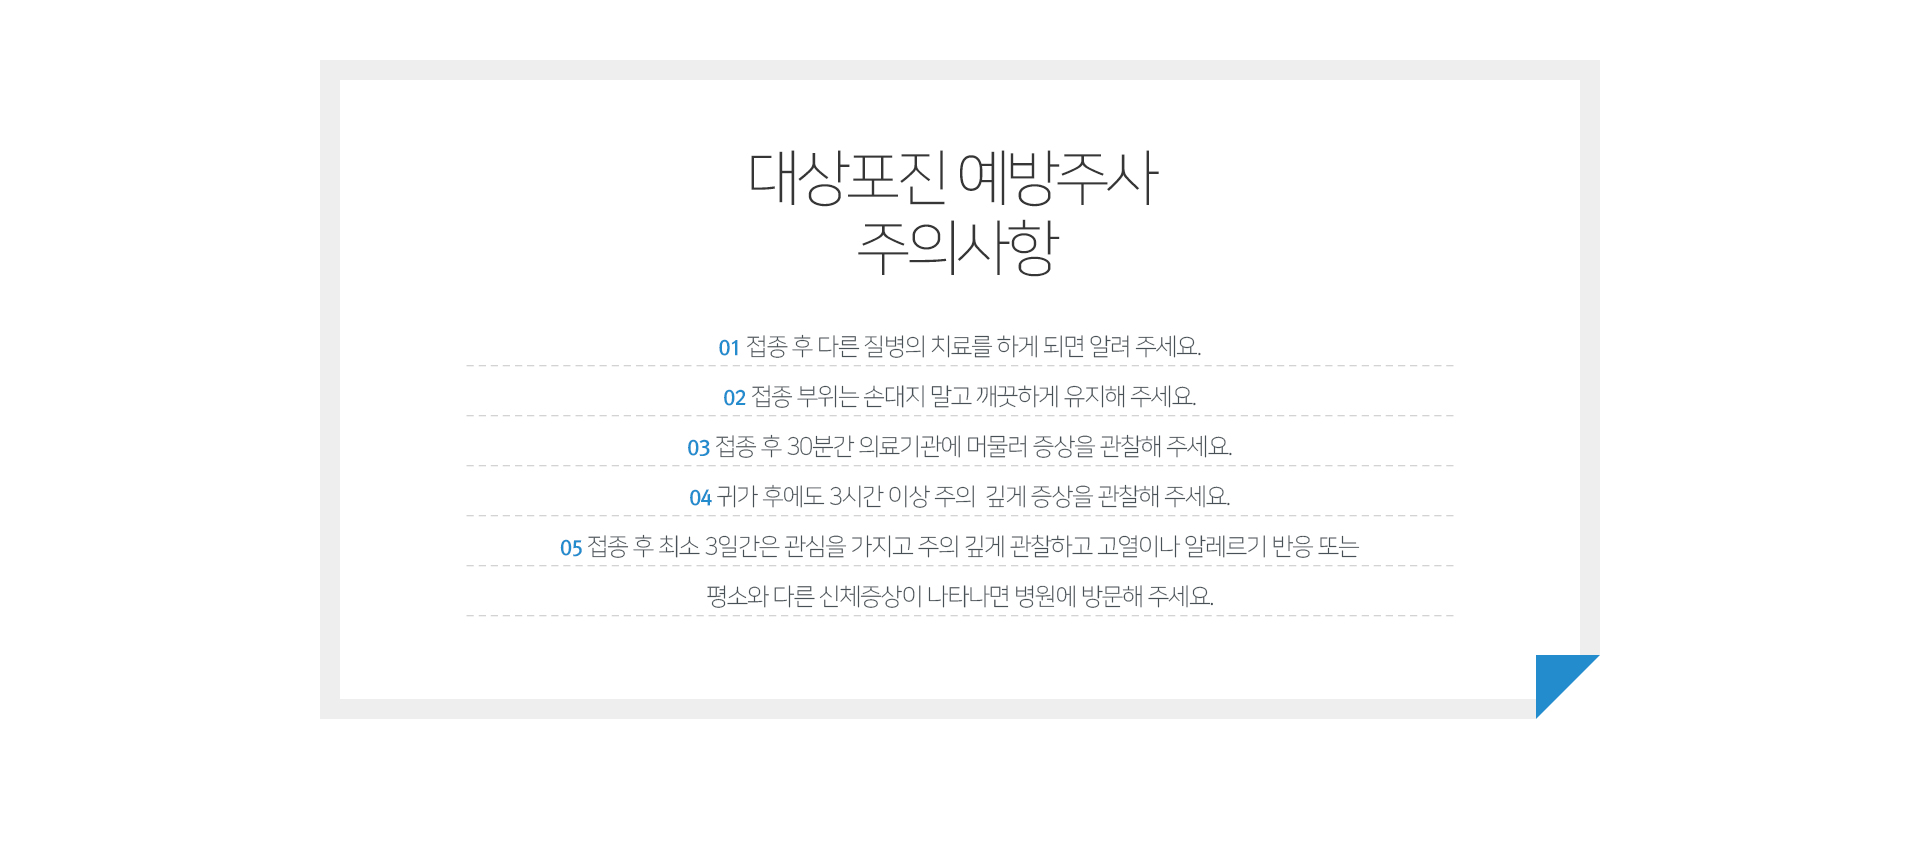 대상포진 예방주사
주의사항
01 접종 후 다른 질병의 치료를 하게 되면 알려 주세요.
02 접종 부위는 손대지 말고 깨끗하게 유지해 주세요.
03 접종 후 30분간 의료기관에 머물러 증상을 관찰해 주세요.
04 귀가 후에도 3시간 이상 주의  깊게 증상을 관찰해 주세요.
05 접종 후 최소 3일간은 관심을 가지고 주의 깊게 관찰하고 고열이나 알레르기 반응 또는
평소와 다른 신체증상이 나타나면 병원에 방문해 주세요.